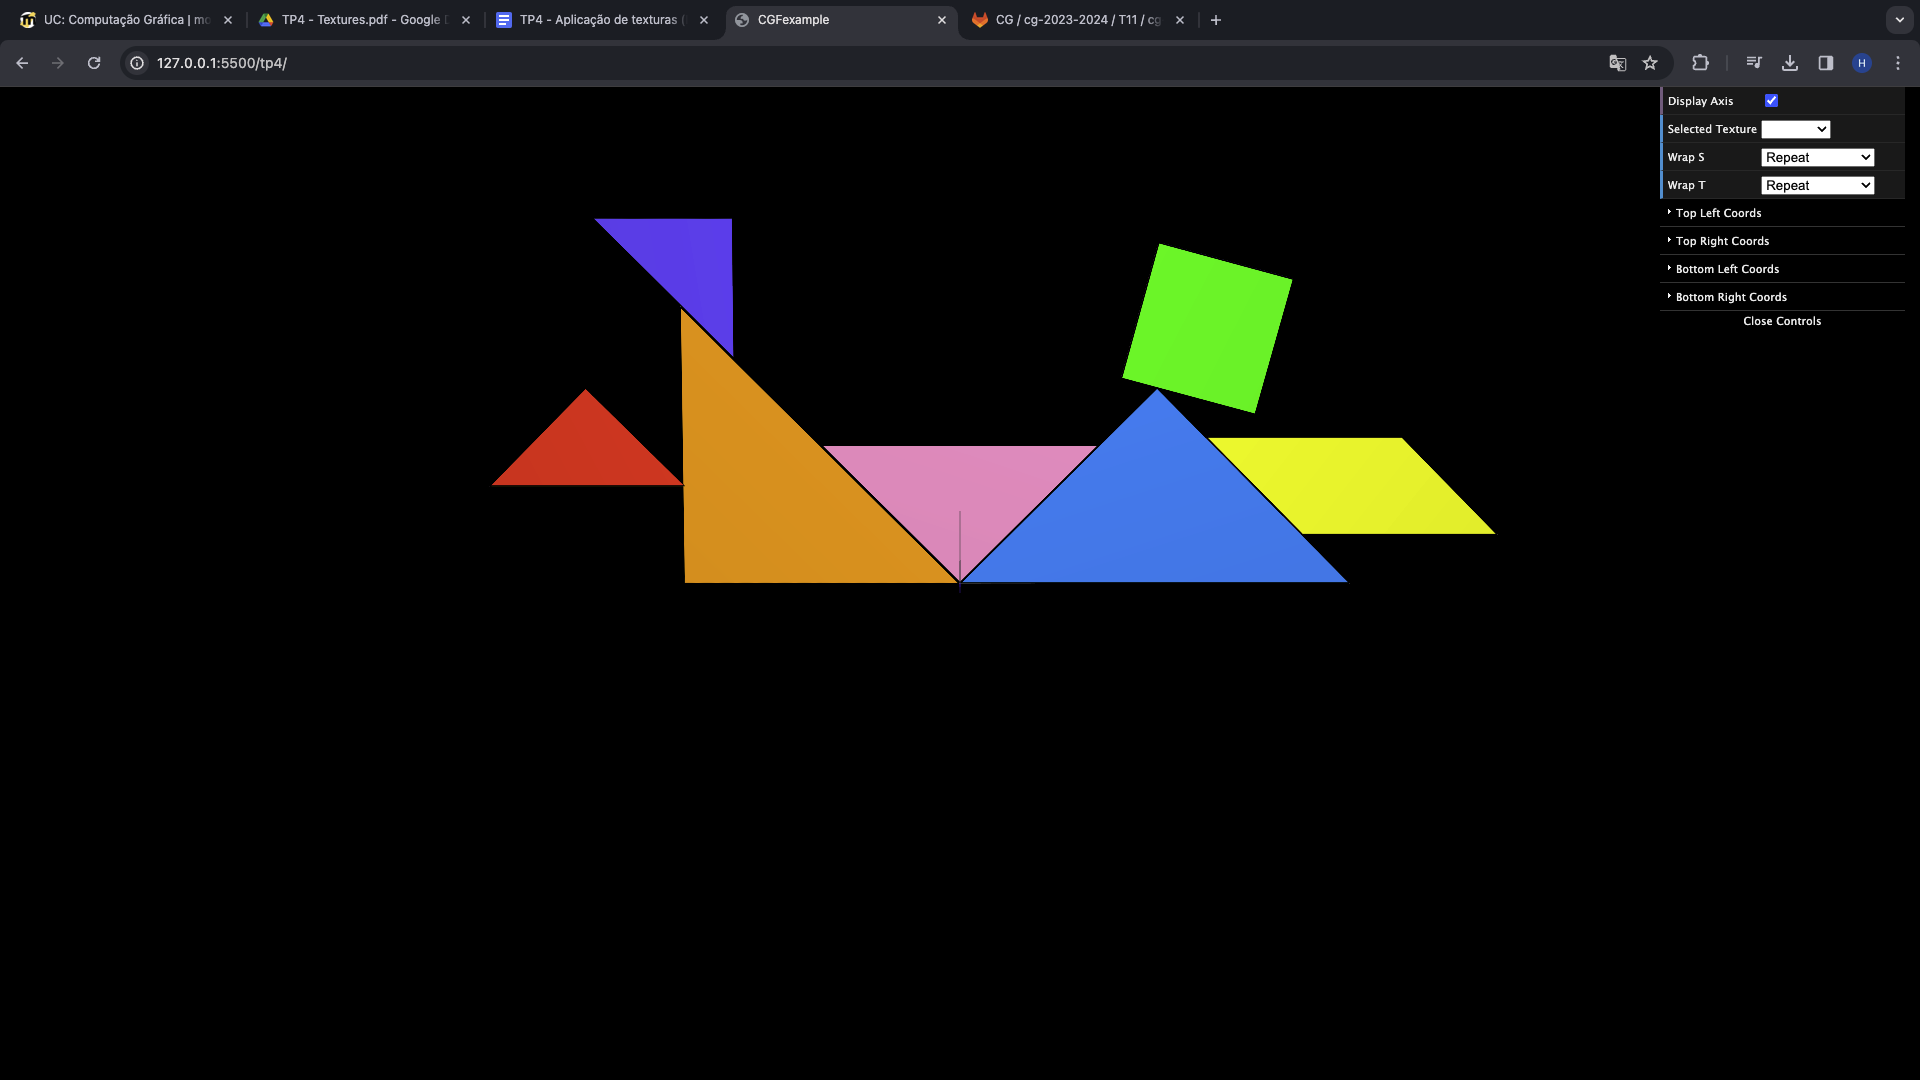 UC: Computação Gráfica | mo
TP4 - Textures.pdf - Google
TP4 - Aplicação de texturas (
CGFexample
CG / cg-2023-2024 / T11 / cg
127.0.0.1:5500/tp4/
H
Display Axis
Selected Texture
Wrap S Repeat
Wrap T Repeat
Top Left Coords
Top Right Coords
Bottom Left Coords
Bottom Right Coords
Close Controls